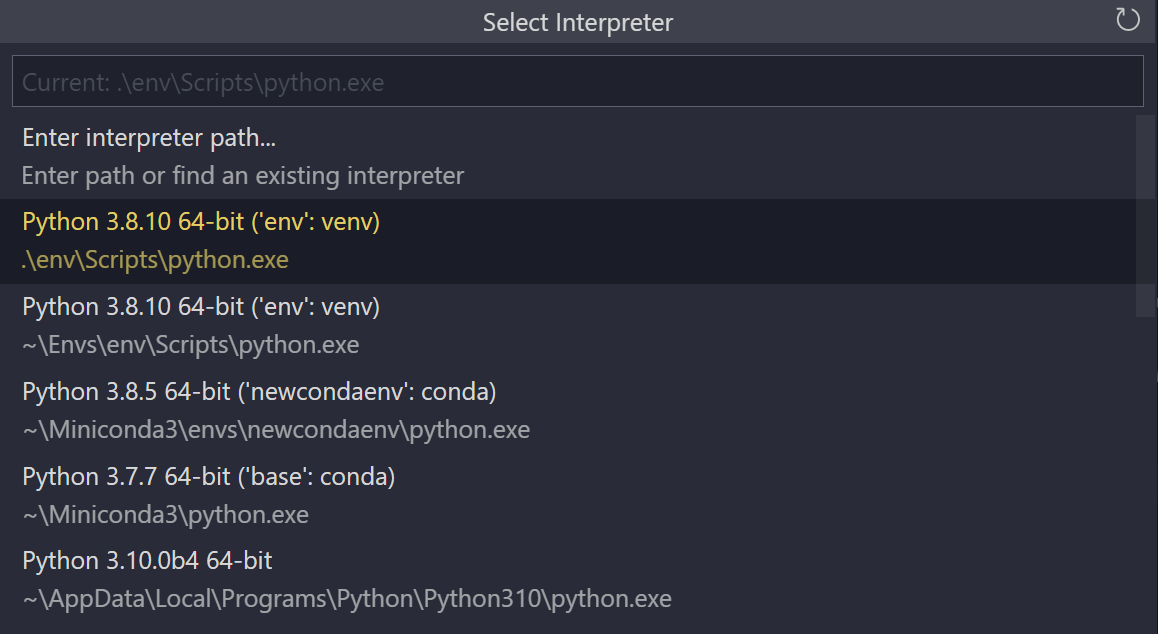 Select Interpreter
Current: .\env\Scripts\python.exe
Enter interpreter path...
Enter path or find an existing interpreter
Python 3.8.10 64-bit ('env': venv)
.\env\Scripts\python.exe
Python 3.8.10 64-bit ('env': venv)
~\Envs\env\Scripts\python.exe
Python 3.8.5 64-bit ('newcondaenv': conda)
~\Miniconda3\envs\newcondaenv\python.exe
Python 3.7.7 64-bit ('base': conda)
~\Miniconda3\python.exe
Python 3.10.0b4 64-bit
~\AppData\Local\Programs\Python\Python310\python.exe